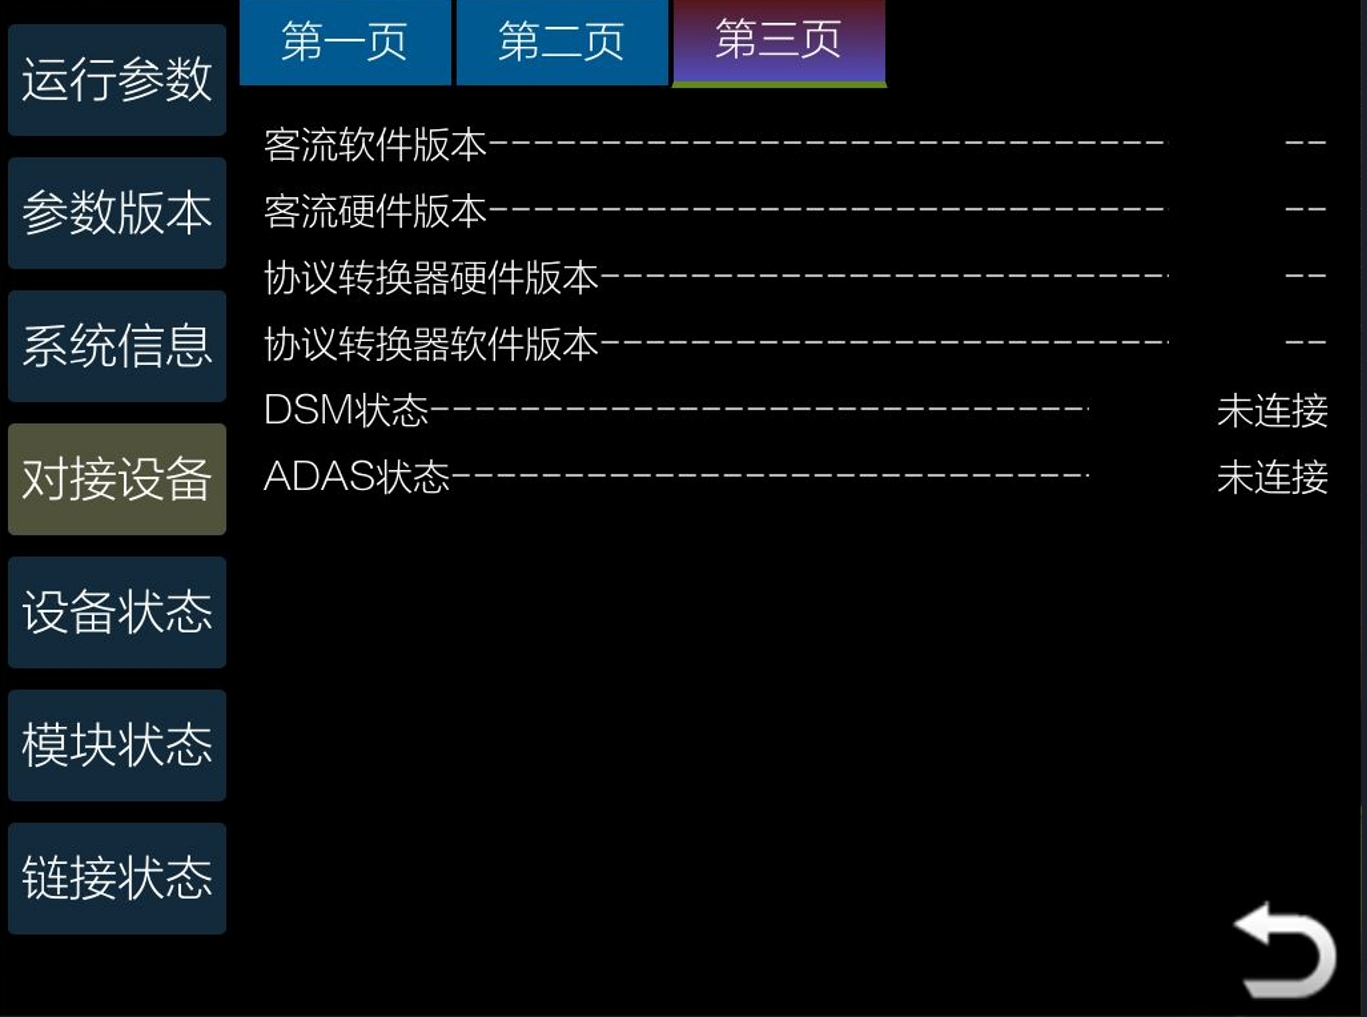 第一页 第二页 第三页
运行参数
参数版本
系统信息
对接设备
设备状态
模块状态
链接状态
客流软件版本------------------------------- --
客流硬件版本------------------------------- --
协议转换器硬件版本-------------------------- --
协议转换器软件版本-------------------------- --
DSM状态------------------------------ 未连接
ADAS状态----------------------------- 未连接